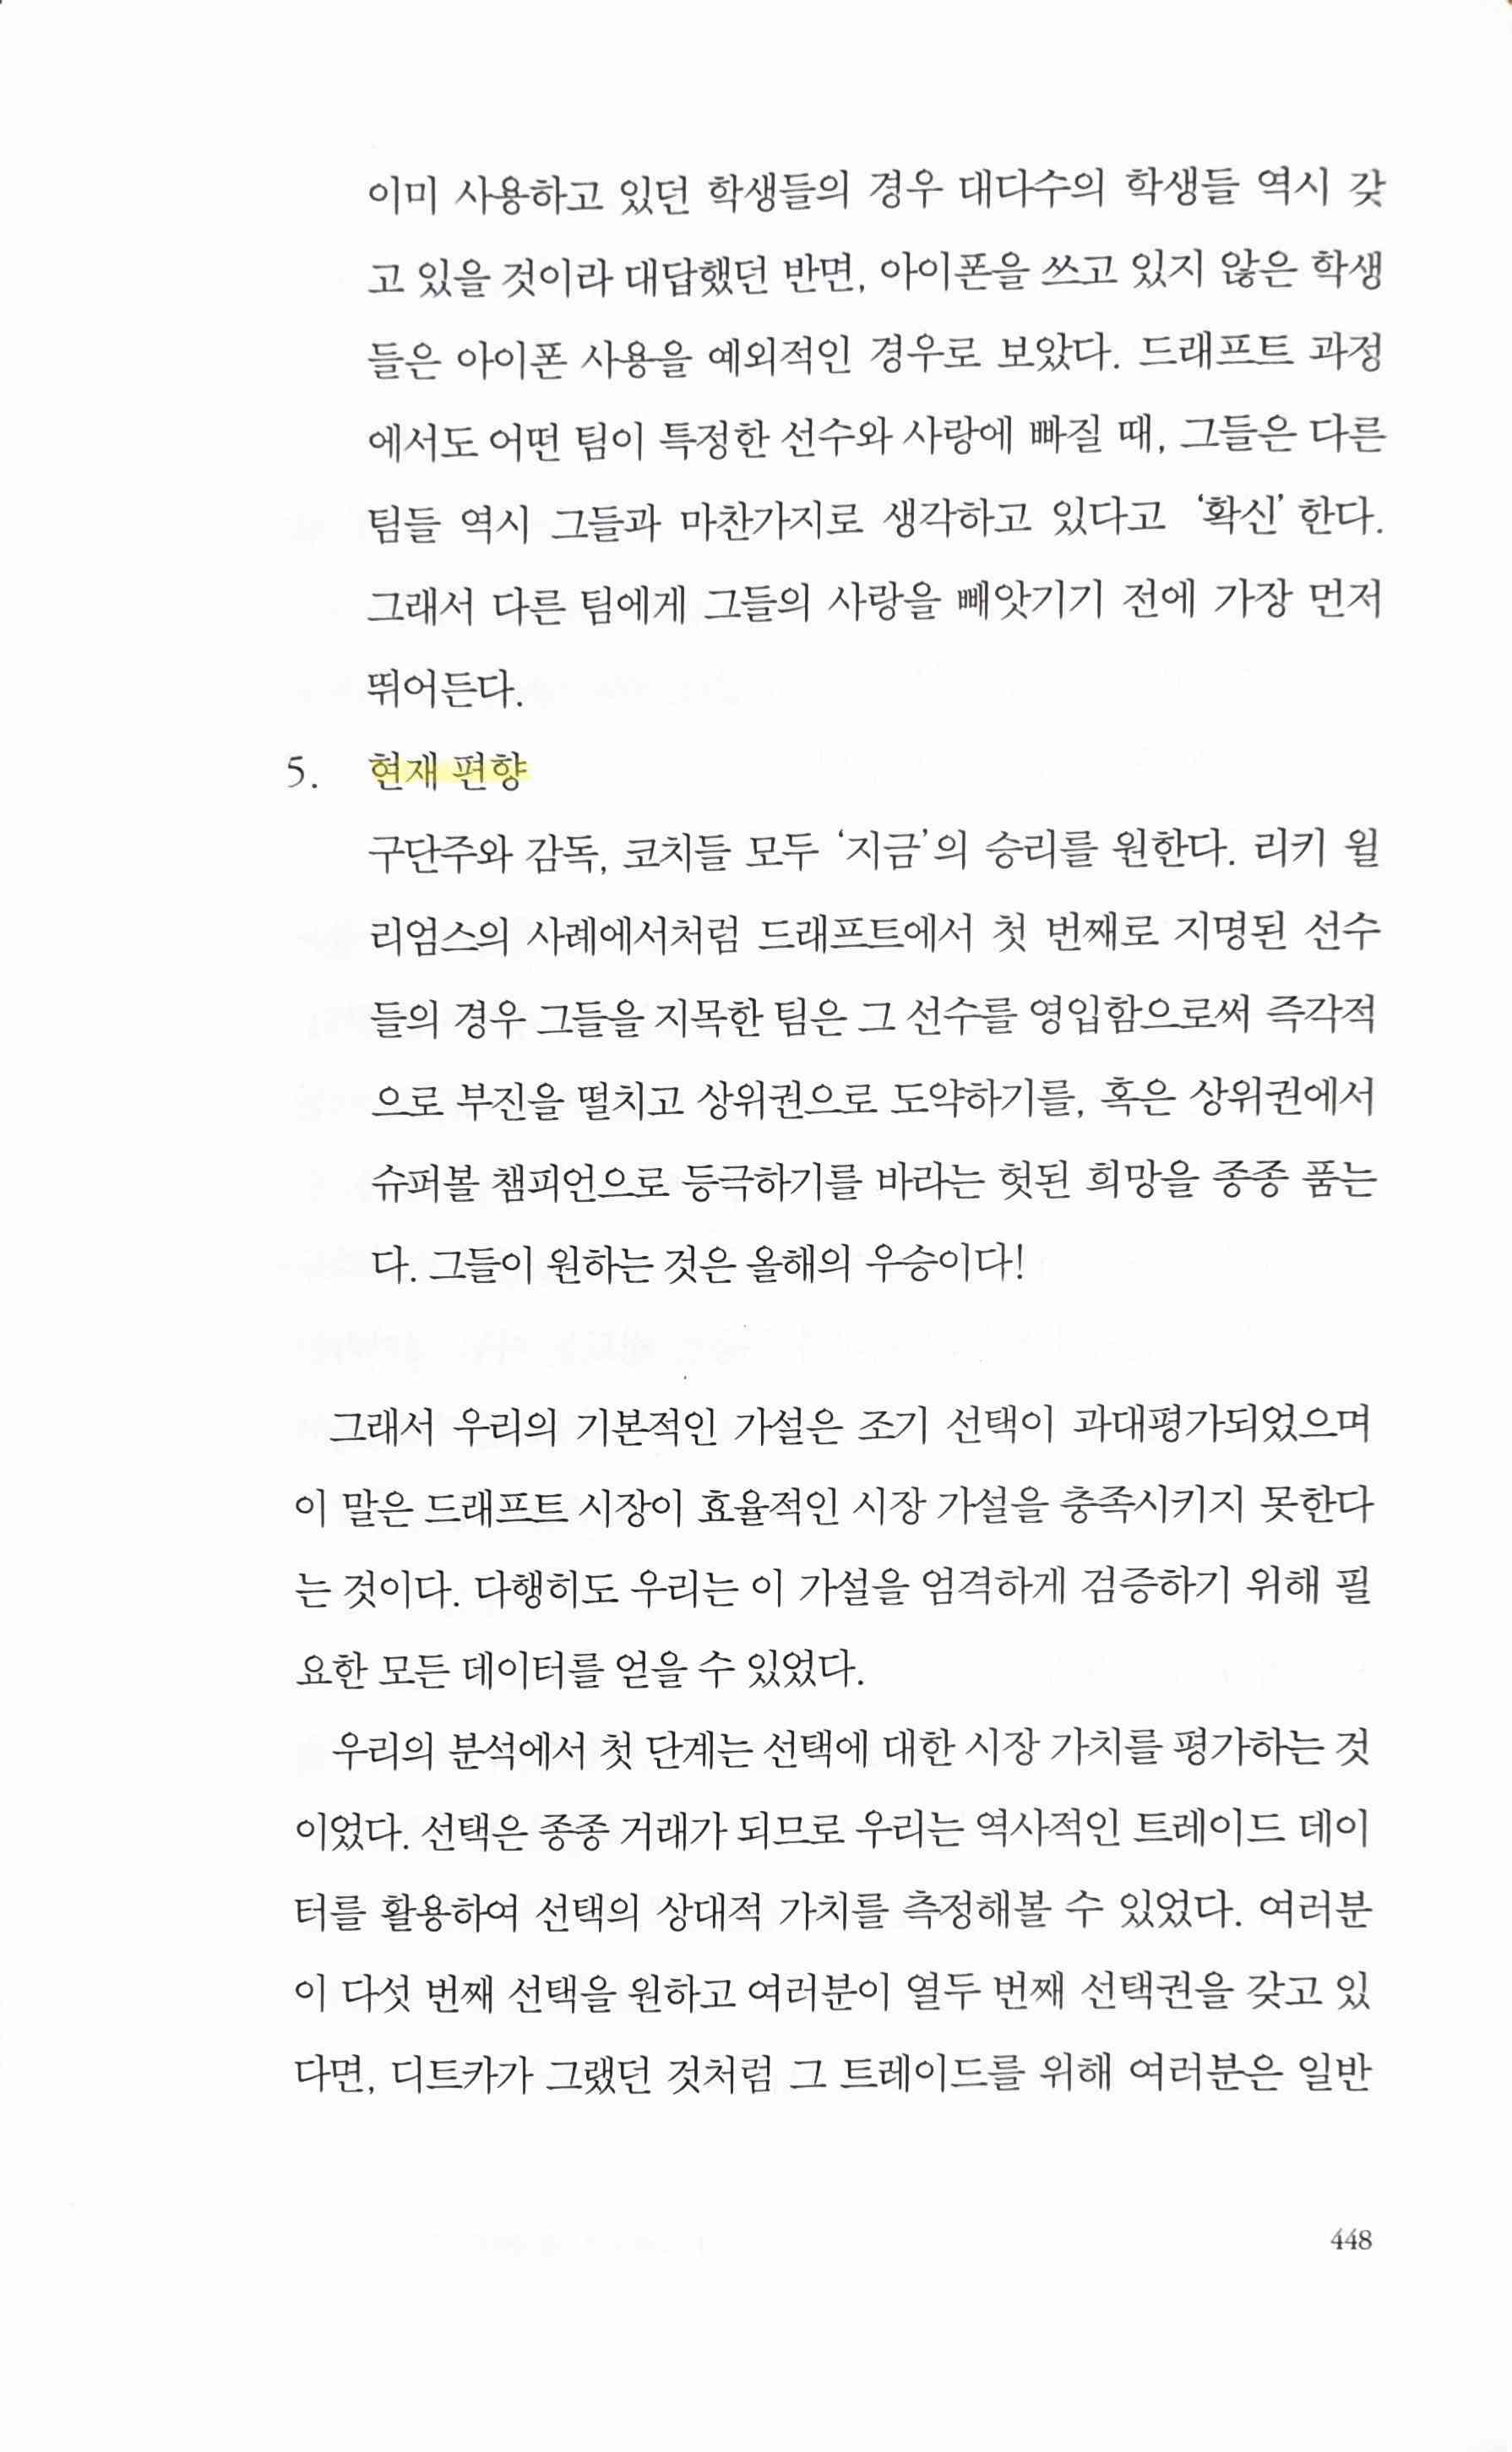 이미 사용하고 있던 학생들의 경우 대다수의 학생들 역시 갖
고 있을 것이라 대답했던 반면, 아이폰을 쓰고 있지 않은 학생
들은 아이폰 사용을 예외적인 경우로 보았다. 드래프트 과정
에서도 어떤 팀이 특정한 선수와 사랑에 빠질 때, 그들은 다른
팀들 역시 그들과 마찬가지로 생각하고 있다고 ‘확신’ 한다.
그래서 다른 팀에게 그들의 사랑을 빼앗기기 전에 가장 먼저
뛰어든다.
5. 현재 편향
구단주와 감독, 코치들 모두 ‘지금’의 승리를 원한다. 리키 윌
리엄스의 사례에서처럼 드래프트에서 첫 번째로 지명된 선수
들의 경우 그들을 지목한 팀은 그 선수를 영입함으로써 즉각적
으로 부진을 떨치고 상위권으로 도약하기를, 혹은 상위권에서
슈퍼볼 챔피언으로 등극하기를 바라는 헛된 희망을 종종 품는
다. 그들이 원하는 것은 올해의 우승이다!
그래서 우리의 기본적인 가설은 조기 선택이 과대평가되었으며
이 말은 드래프트 시장이 효율적인 시장 가설을 충족시키지 못한다
는 것이다. 다행히도 우리는 이 가설을 엄격하게 검증하기 위해 필
요한 모든 데이터를 얻을 수 있었다.
우리의 분석에서 첫 단계는 선택에 대한 시장 가치를 평가하는 것
이었다. 선택은 종종 거래가 되므로 우리는 역사적인 트레이드 데이
터를 활용하여 선택의 상대적 가치를 측정해볼 수 있었다. 여러분
이 다섯 번째 선택을 원하고 여러분이 열두 번째 선택권을 갖고 있
다면, 디트카가 그랬던 것처럼 그 트레이드를 위해 여러분은 일반
448